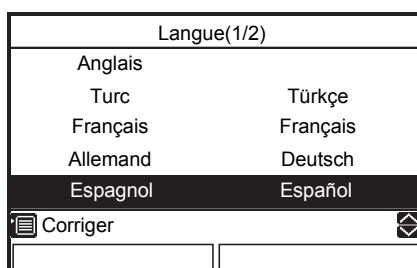 Langue(1/2)
Anglais
Turc Türkçe
Français Français
Allemand Deutsch
Espagnol Español
Corriger